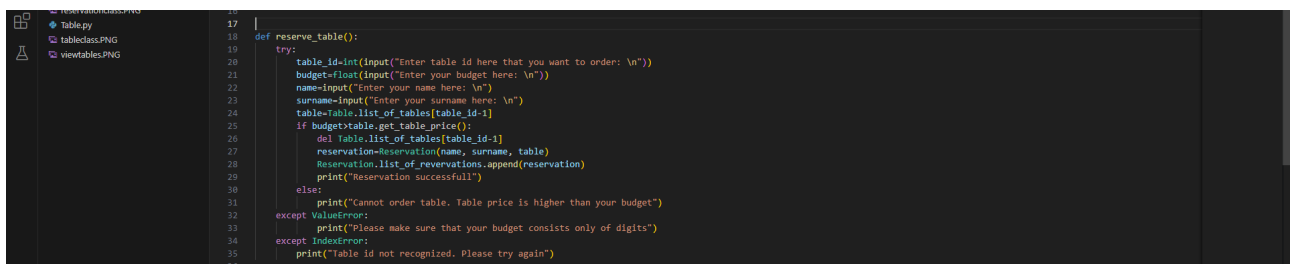 reservationclass.PNG
Table.py
tableclass.PNG
viewtables.PNG
16
17
18 def reserve_table():
19 try:
20 table_id=int(input("Enter table id here that you want to order: \n"))
21 budget=float(input("Enter your budget here: \n"))
22 name=input("Enter your name here: \n")
23 surname=input("Enter your surname here: \n")
24 table=Table.list_of_tables[table_id-1]
25 if budget>table.get_table_price():
26 del Table.list_of_tables[table_id-1]
27 reservation=Reservation(name, surname, table)
28 Reservation.list_of_revervations.append(reservation)
29 print("Reservation successfull")
30 else:
31 print("Cannot order table. Table price is higher than your budget")
32 except ValueError:
33 print("Please make sure that your budget consists only of digits")
34 except IndexError:
35 print("Table id not recognized. Please try again")